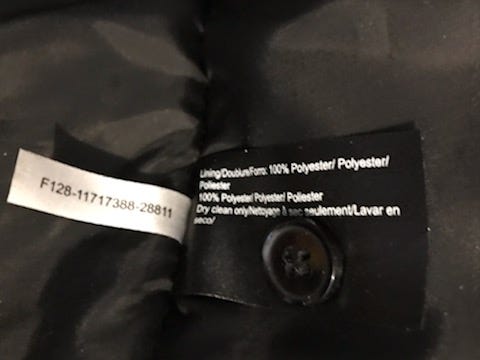 F128-11717388-28811
Lining/Doublure/Forro: 100% Polyester/ Polyester/
Poliester
100% Polyester/ Polyester/ Poliester
Dry clean only/Nettoyage à sec seulement/Lavar en
seco/